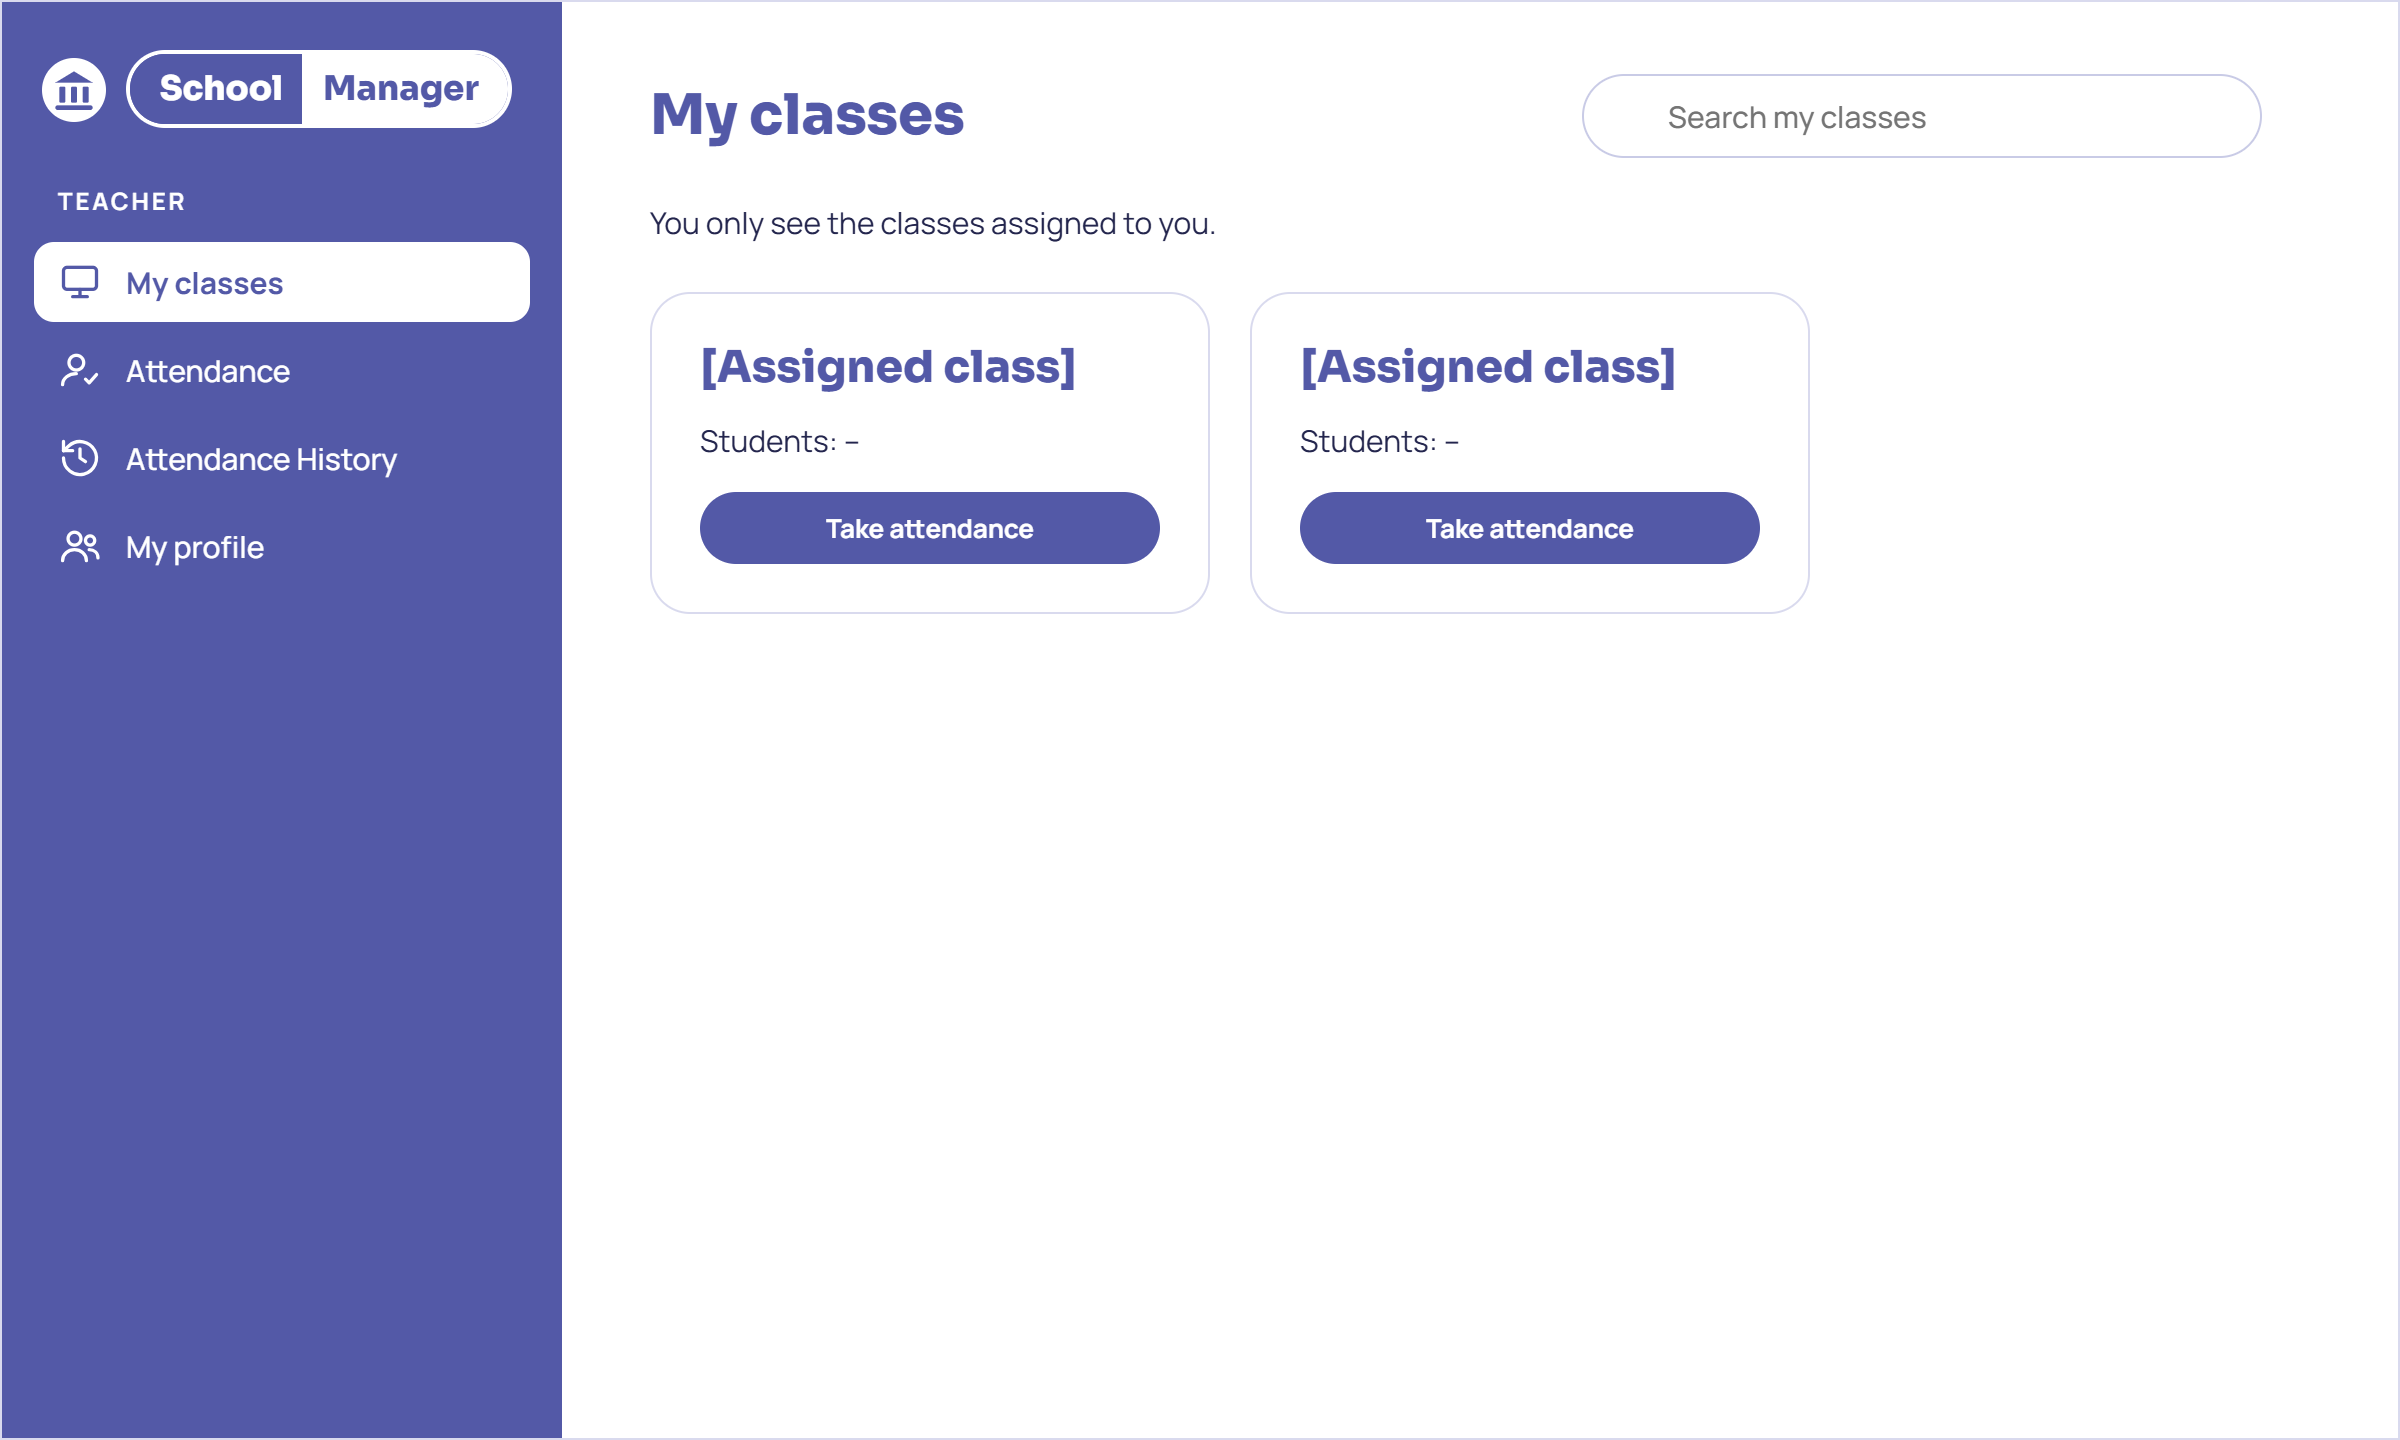 School Manager
TEACHER
My classes
Attendance
Attendance History
My profile
My classes
Search my classes
You only see the classes assigned to you.
[Assigned class]
Students: –
Take attendance
[Assigned class]
Students: –
Take attendance